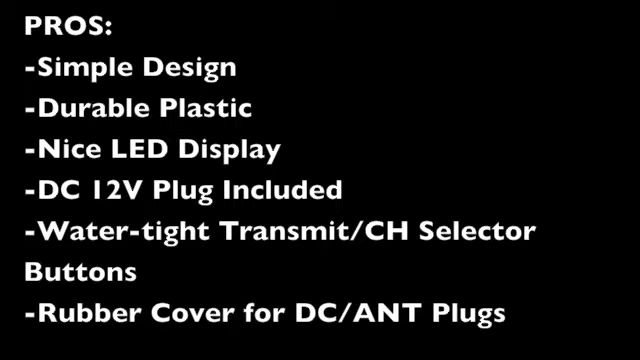 PROS:
-Simple Design
-Durable Plastic
-Nice LED Display
-DC 12V Plug Included
-Water-tight Transmit/CH Selector
Buttons
-Rubber Cover for DC/ANT Plugs